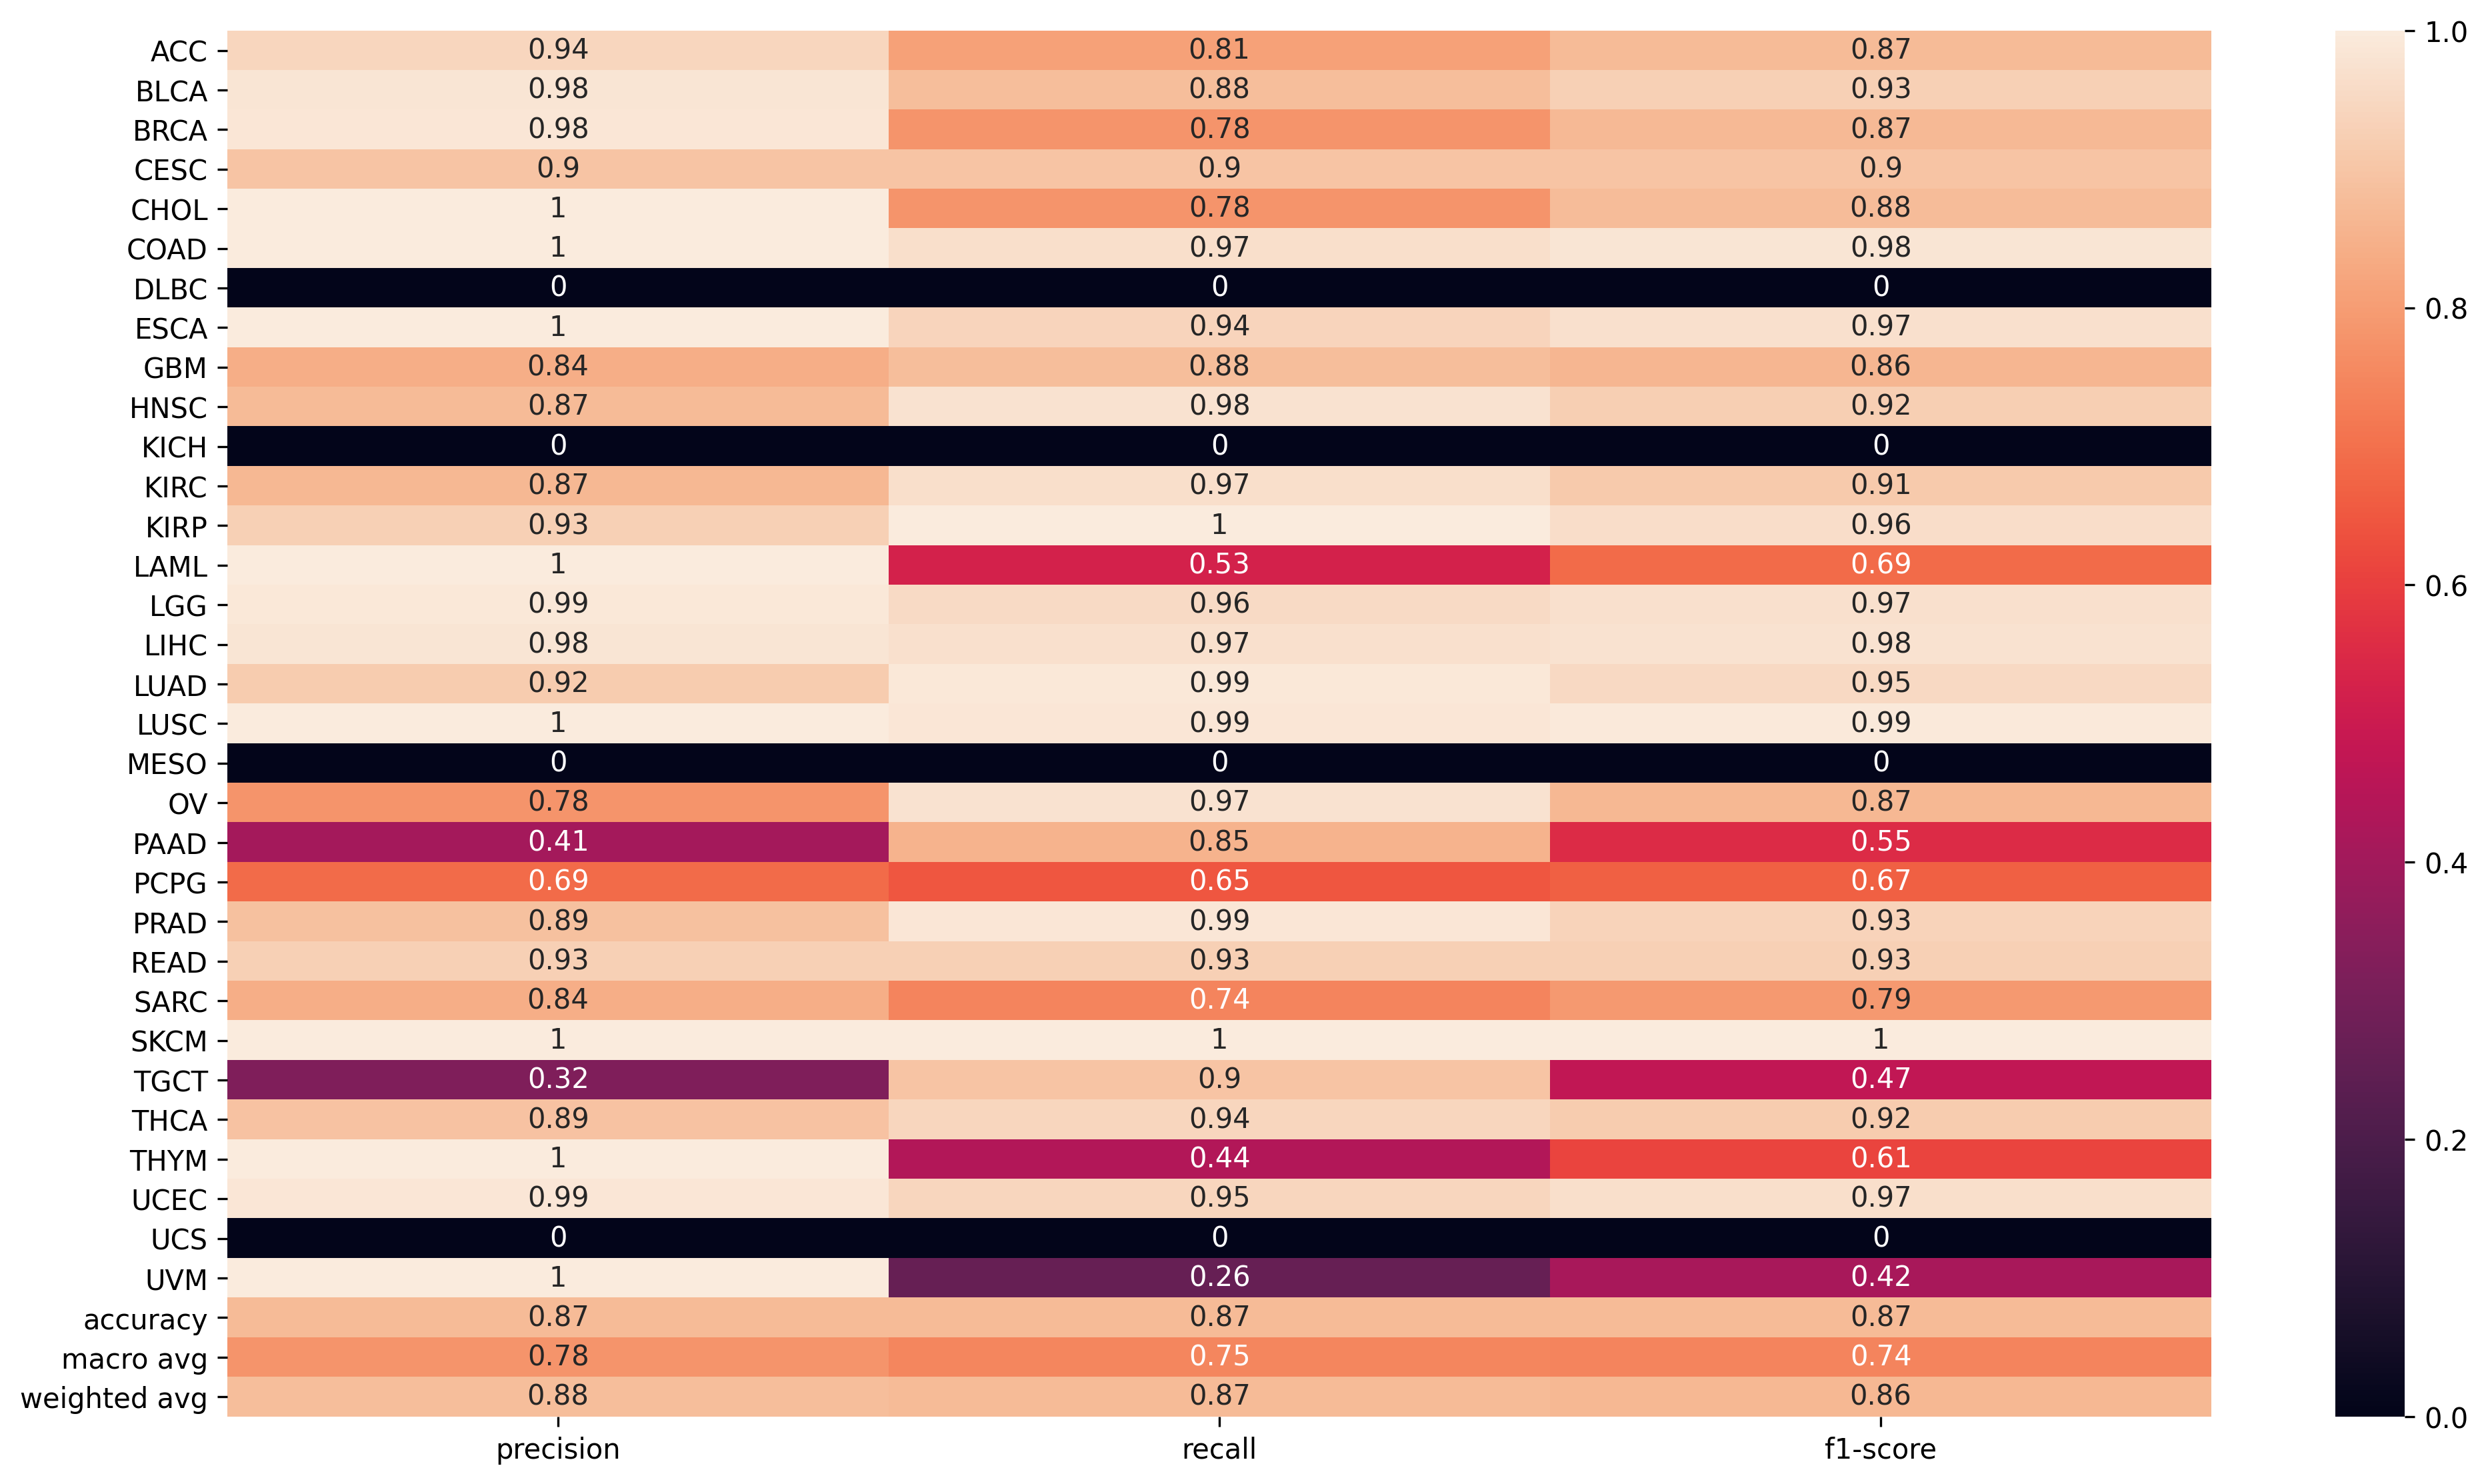 ACC 0.94 0.81 0.87 1.0
BLCA 0.98 0.88 0.93
BRCA 0.98 0.78 0.87
CESC 0.9 0.9 0.9
CHOL 1 0.78 0.88
COAD 1 0.97 0.98
DLBC 0 0 0
ESCA 1 0.94 0.97 0.8
GBM 0.84 0.88 0.86
HNSC 0.87 0.98 0.92
KICH 0 0 0
KIRC 0.87 0.97 0.91
KIRP 0.93 1 0.96
LAML 1 0.53 0.69
LGG 0.99 0.96 0.97 0.6
LIHC 0.98 0.97 0.98
LUAD 0.92 0.99 0.95
LUSC 1 0.99 0.99
MESO 0 0 0
OV 0.78 0.97 0.87
PAAD 0.41 0.85 0.55 0.4
PCPG 0.69 0.65 0.67
PRAD 0.89 0.99 0.93
READ 0.93 0.93 0.93
SARC 0.84 0.74 0.79
SKCM 1 1 1
TGCT 0.32 0.9 0.47
THCA 0.89 0.94 0.92 0.2
THYM 1 0.44 0.61
UCEC 0.99 0.95 0.97
UCS 0 0 0
UVM 1 0.26 0.42
accuracy 0.87 0.87 0.87
macro avg 0.78 0.75 0.74
weighted avg 0.88 0.87 0.86 0.0
precision recall f1-score